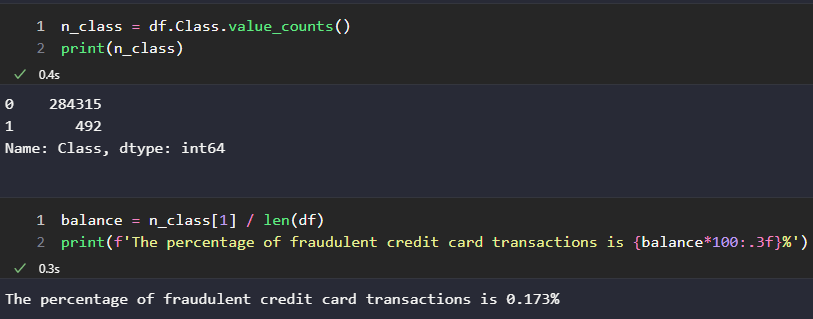 1 n_class = df.Class.value_counts()
2 print(n_class)
✓ 0.4s
0    284315
1       492
Name: Class, dtype: int64
1 balance = n_class[1] / len(df)
2 print(f'The percentage of fraudulent credit card transactions is {balance*100:.3f}%')
✓ 0.3s
The percentage of fraudulent credit card transactions is 0.173%